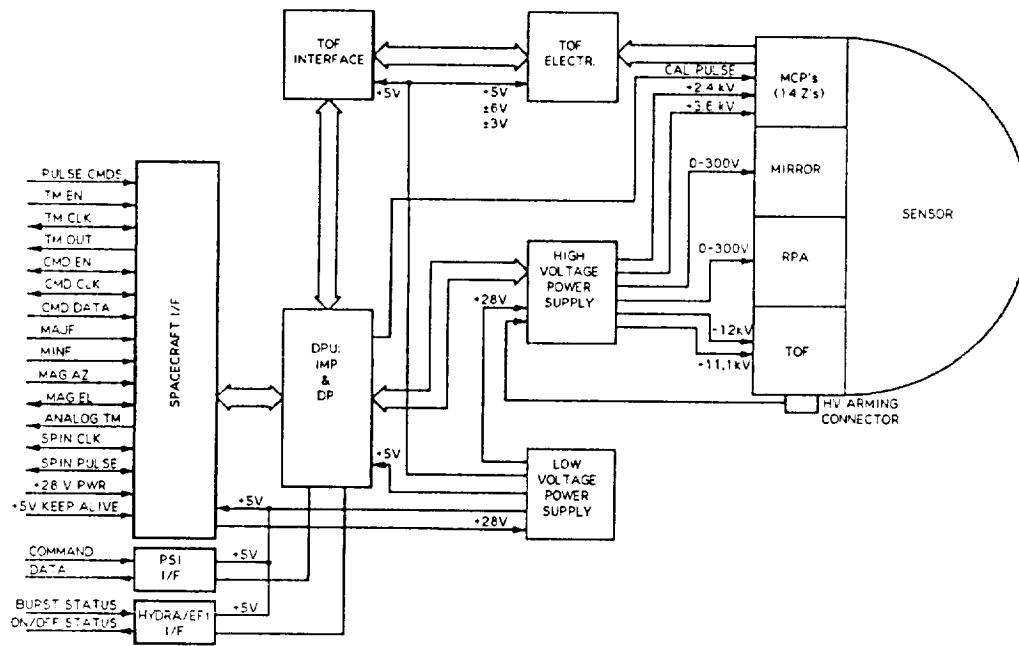 TOF
INTERFACE
TOF
ELECTR.
+5V
+5V
±6V
±3V
CAL PULSE
+2.4 kV
+3.6 kV
MCP's
(14 Z's)
0-300V
MIRROR
SENSOR
0-300V
RPA
-12kV
-11.1kV
TOF
HV ARMING
CONNECTOR
HIGH
VOLTAGE
POWER
SUPPLY
+28V
DPU:
IMP
&
DP
SPACECRAFT I/F
PULSE CMDS
TM EN
TM CLK
TM OUT
CMD EN
CMD CLK
CMD DATA
MAJF
MINF
MAG AZ
MAG EL
ANALOG TM
SPIN CLK
SPIN PULSE
+28 V PWR
+5V KEEP ALIVE
+5V
LOW
VOLTAGE
POWER
SUPPLY
+5V
+28V
COMMAND
DATA
PSI
I/F
+5V
BURST STATUS
ON/OFF STATUS
HYDRA/EFI
I/F
+5V